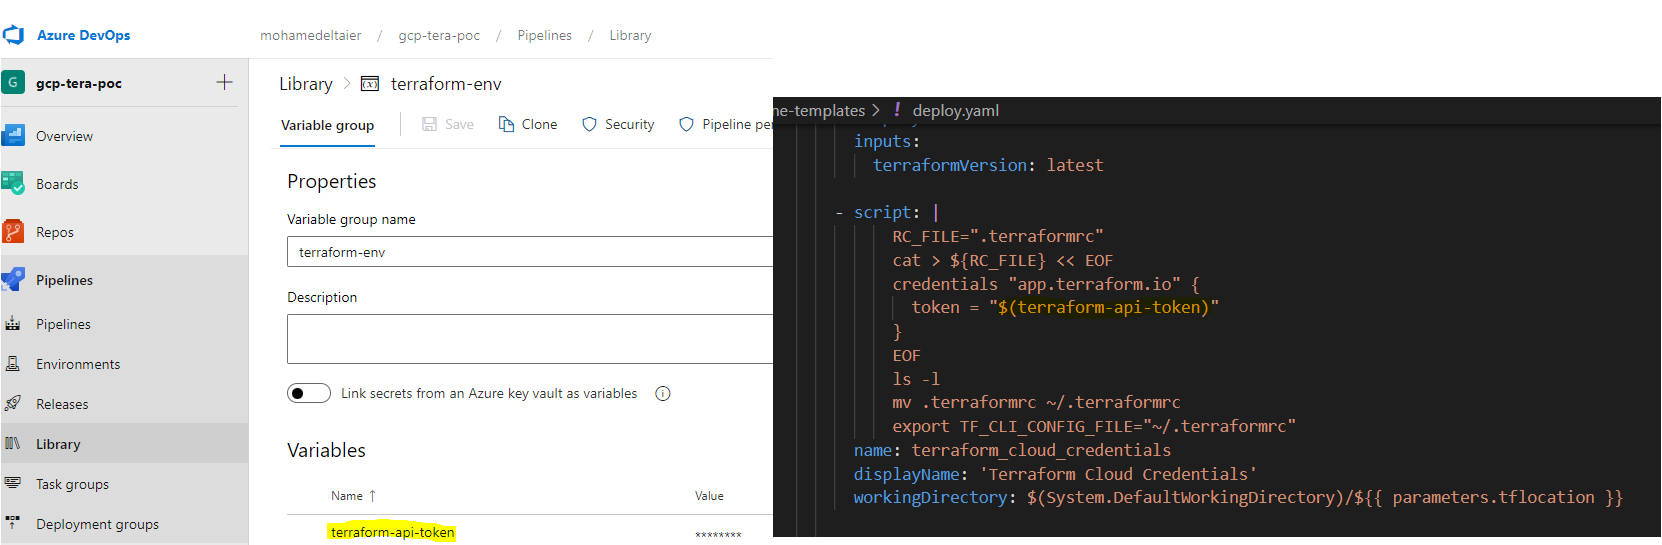 Azure DevOps
mohamedeltaier / gcp-tera-poc / Pipelines / Library
G gcp-tera-poc
Overview
Boards
Repos
Pipelines
Pipelines
Environments
Releases
Library
Task groups
Deployment groups
Library > (x) terraform-env
Variable group Save Clone Security Pipeline per
Properties
Variable group name
terraform-env
Description
Link secrets from an Azure key vault as variables
Variables
Name ↑ Value
terraform-api-token ********
ne-templates > ! deploy.yaml
inputs:
terraformVersion: latest
- script: |
RC_FILE=".terraformrc"
cat > ${RC_FILE} << EOF
credentials "app.terraform.io" {
token = "$(terraform-api-token)"
}
EOF
ls -l
mv .terraformrc ~/.terraformrc
export TF_CLI_CONFIG_FILE="~/.terraformrc"
name: terraform_cloud_credentials
displayName: 'Terraform Cloud Credentials'
workingDirectory: $(System.DefaultWorkingDirectory)/${{ parameters.tflocation }}